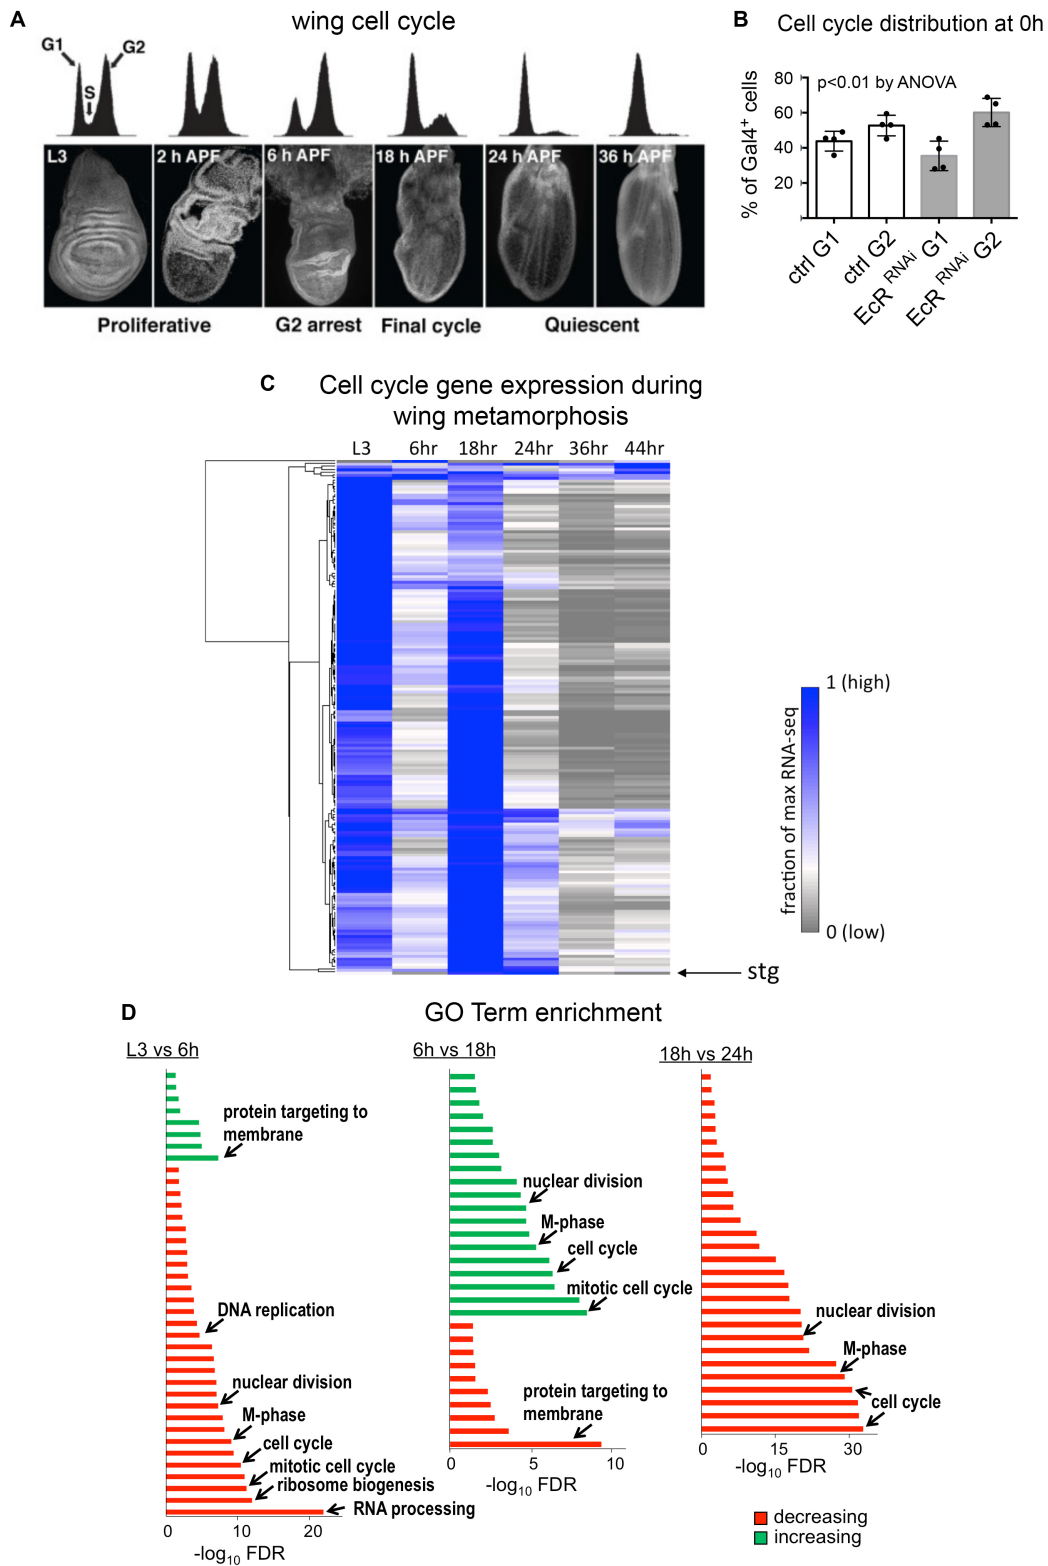 A
wing cell cycle
G1
G2
S
L3
2 h APF
6 h APF
18 h APF
24 h APF
36 h APF
Proliferative
G2 arrest
Final cycle
Quiescent
B
Cell cycle distribution at 0h
p<0.01 by ANOVA
% of Gal4+ cells
80
60
40
20
ctrl G1
ctrl G2
EcR RNAi G1
EcR RNAi G2
C
Cell cycle gene expression during
wing metamorphosis
L3
6hr
18hr
24hr
36hr
44hr
stg
fraction of max RNA-seq
1 (high)
0 (low)
D
GO Term enrichment
L3 vs 6h
protein targeting to
membrane
DNA replication
nuclear division
M-phase
cell cycle
mitotic cell cycle
ribosome biogenesis
RNA processing
0
10
20
-log10 FDR
6h vs 18h
nuclear division
M-phase
cell cycle
mitotic cell cycle
protein targeting to
membrane
0
5
10
-log10 FDR
18h vs 24h
nuclear division
M-phase
cell cycle
0
15
30
-log10 FDR
decreasing
increasing